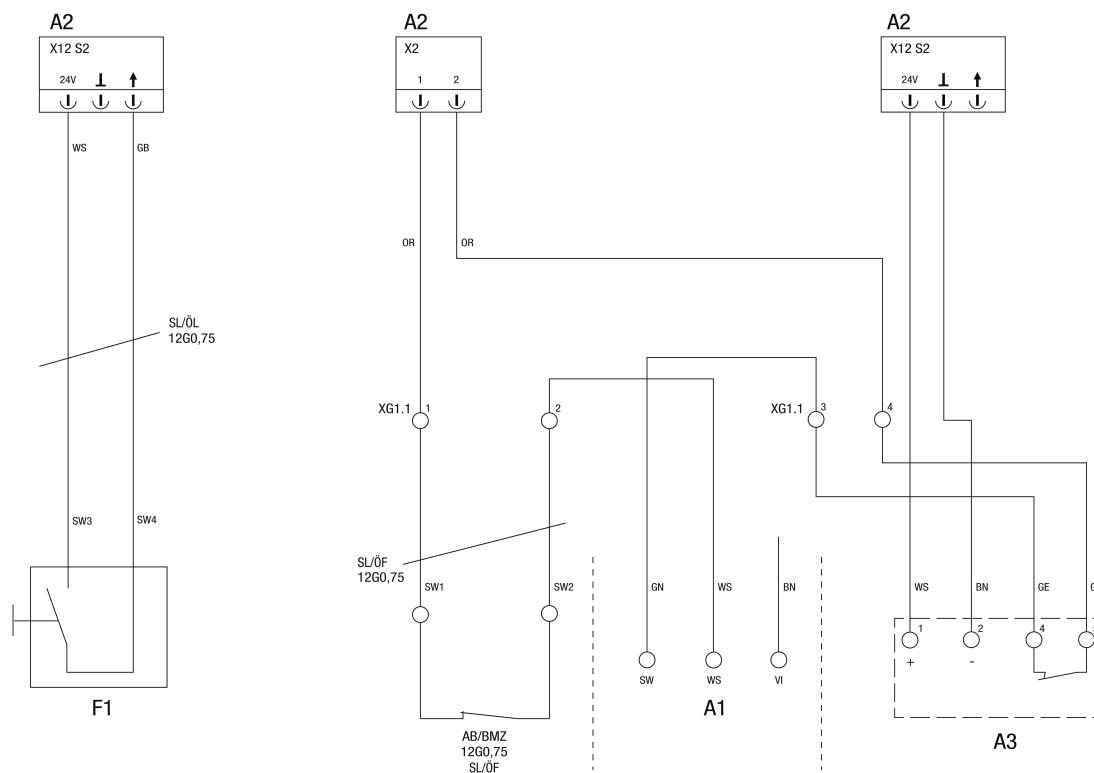 A2
X12 S2
24V
WS
GB
SL/ÖL
12G0,75
SW3
SW4
F1
A2
X2
1
2
OR
OR
XG1.1
1
2
SL/ÖF
12G0,75
SW1
SW2
AB/BMZ
12G0,75
SL/ÖF
GN
WS
BN
SW
WS
VI
A1
XG1.1
3
4
A2
X12 S2
24V
WS
BN
GE
1
2
4
+
-
A3